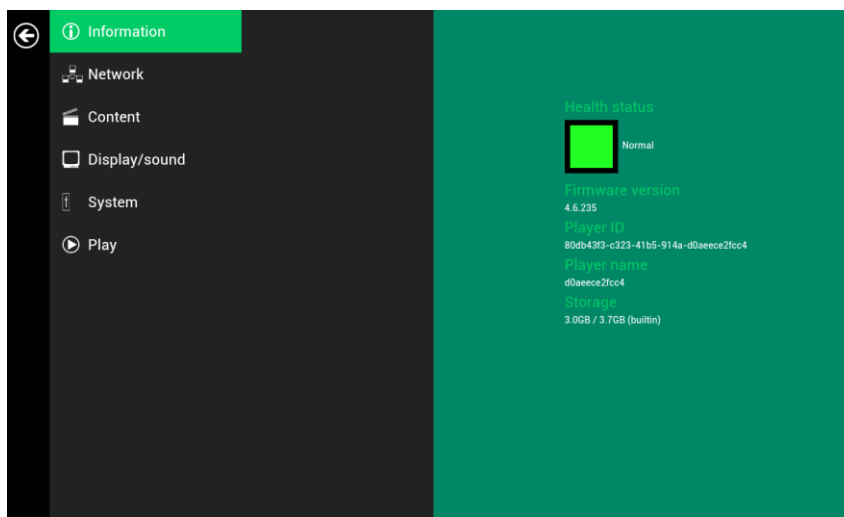 Information
Network
Content
Display/sound
System
Play
Health status
Normal
Firmware version
4.6.235
Player ID
80db43f3-c323-41b5-914a-d0aeece2fcc4
Player name
d0aeece2fcc4
Storage
3.0GB / 3.7GB (builtin)